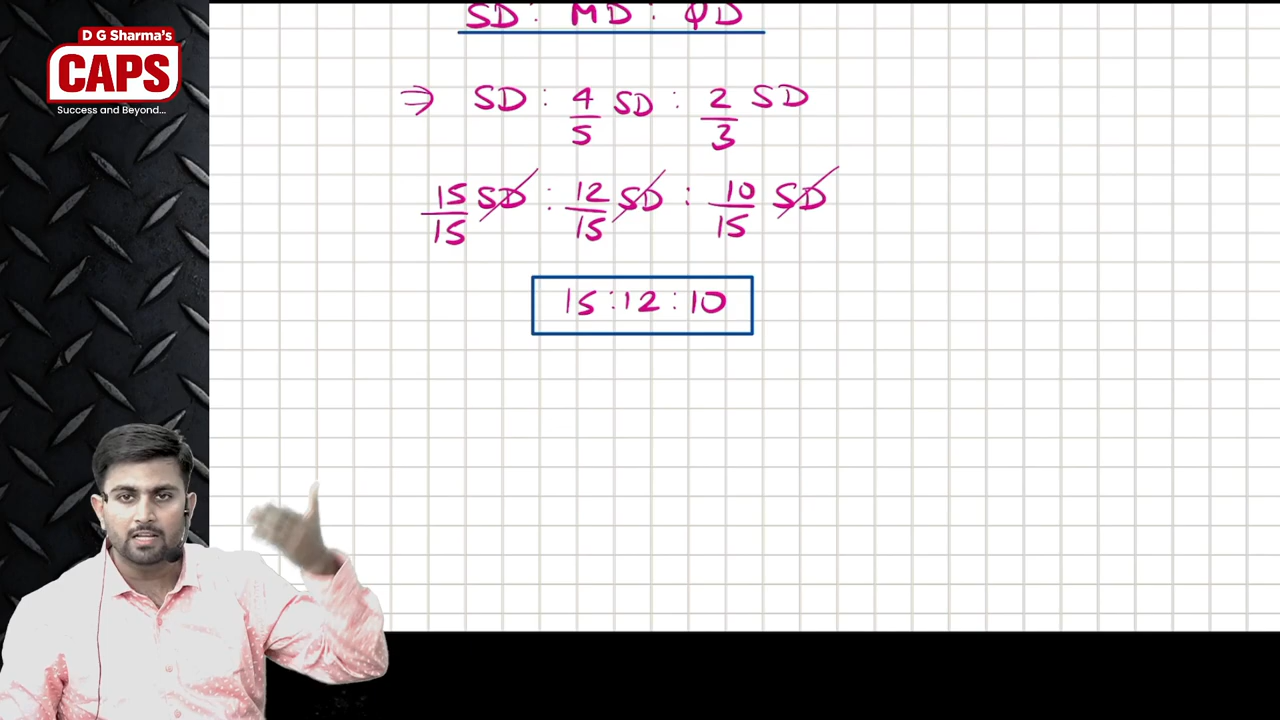 D G Sharma's
CAPS
Success and Beyond...
SD : MD : QD
⇒ SD : 4/5 SD : 2/3 SD
15/15 SD : 12/15 SD : 10/15 SD
15 : 12 : 10